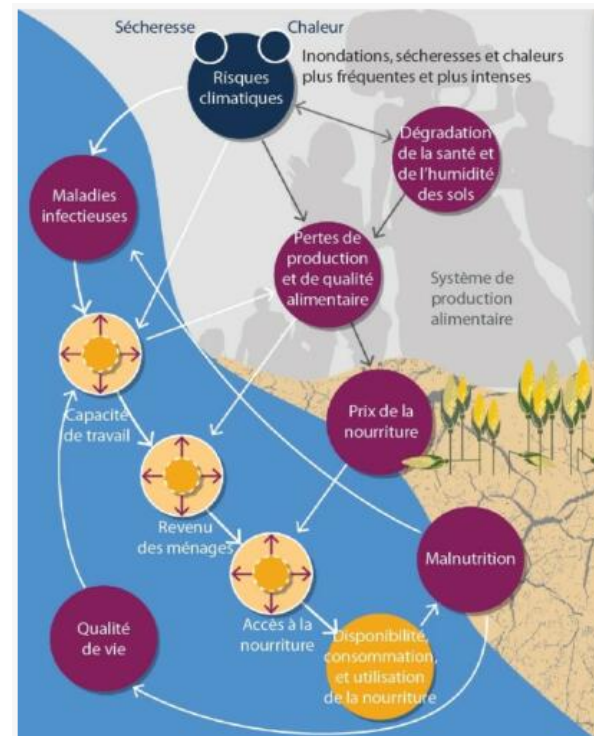 Sécheresse
Chaleur
Risques
climatiques
Inondations, sécheresses et chaleurs
plus fréquentes et plus intenses
Dégradation
de la santé et
de l'humidité
des sols
Maladies
infectieuses
Pertes de
production
et de qualité
alimentaire
Système de
production
alimentaire
Capacité
de travail
Prix de la
nourriture
Revenu
des ménages
Malnutrition
Accès à la
nourriture
Qualité
de vie
Disponibilité,
consommation,
et utilisation
de la nourriture